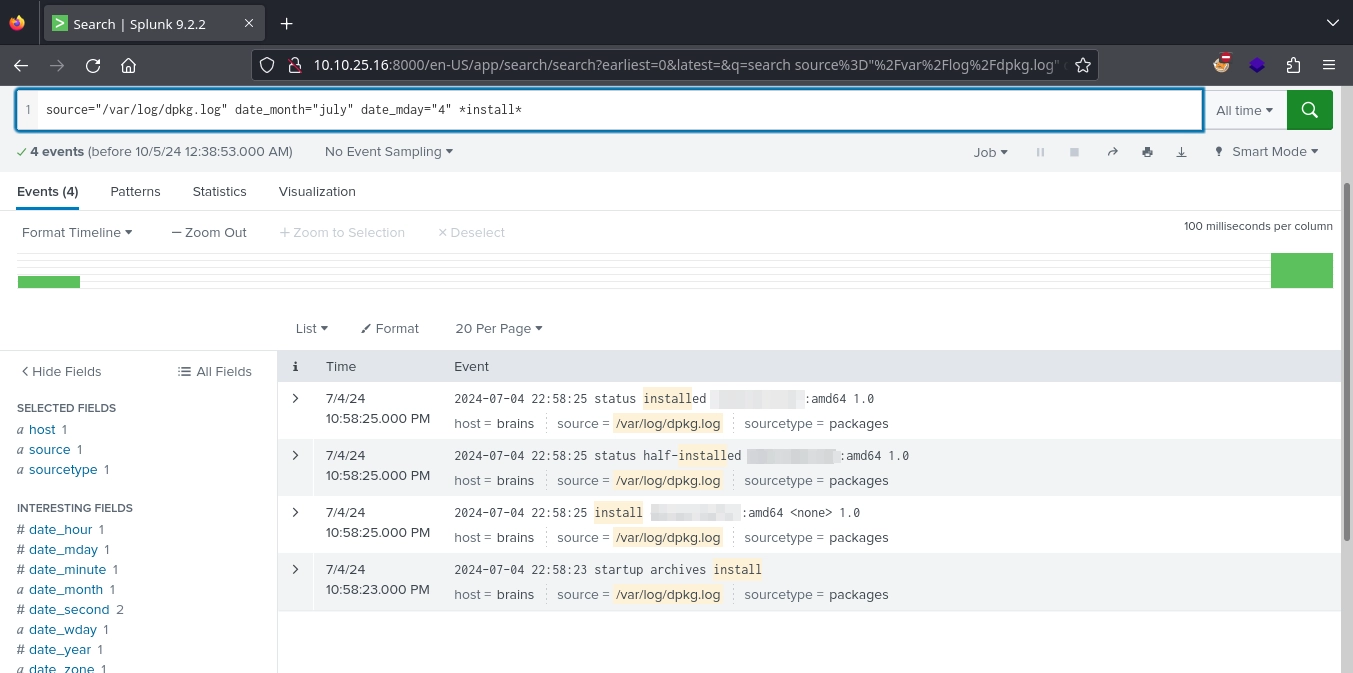 Search | Splunk 9.2.2
10.10.25.16:8000/en-US/app/search/search?earliest=0&latest=&q=search source%3D"%2Fvar%2Flog%2Fdpkg.log"
1 source="/var/log/dpkg.log" date_month="july" date_mday="4" *install*
All time
4 events (before 10/5/24 12:38:53.000 AM)
No Event Sampling
Job
Smart Mode
Events (4) Patterns Statistics Visualization
Format Timeline — Zoom Out + Zoom to Selection × Deselect
100 milliseconds per column
List Format 20 Per Page
Hide Fields All Fields
SELECTED FIELDS
a host 1
a source 1
a sourcetype 1
INTERESTING FIELDS
# date_hour 1
# date_mday 1
# date_minute 1
a date_month 1
# date_second 2
a date_wday 1
# date_year 1
a date_zone 1
i Time Event
7/4/24
10:58:25.000 PM
2024-07-04 22:58:25 status installed :amd64 1.0
host = brains source = /var/log/dpkg.log sourcetype = packages
7/4/24
10:58:25.000 PM
2024-07-04 22:58:25 status half-installed :amd64 1.0
host = brains source = /var/log/dpkg.log sourcetype = packages
7/4/24
10:58:25.000 PM
2024-07-04 22:58:25 install :amd64 <none> 1.0
host = brains source = /var/log/dpkg.log sourcetype = packages
7/4/24
10:58:23.000 PM
2024-07-04 22:58:23 startup archives install
host = brains source = /var/log/dpkg.log sourcetype = packages